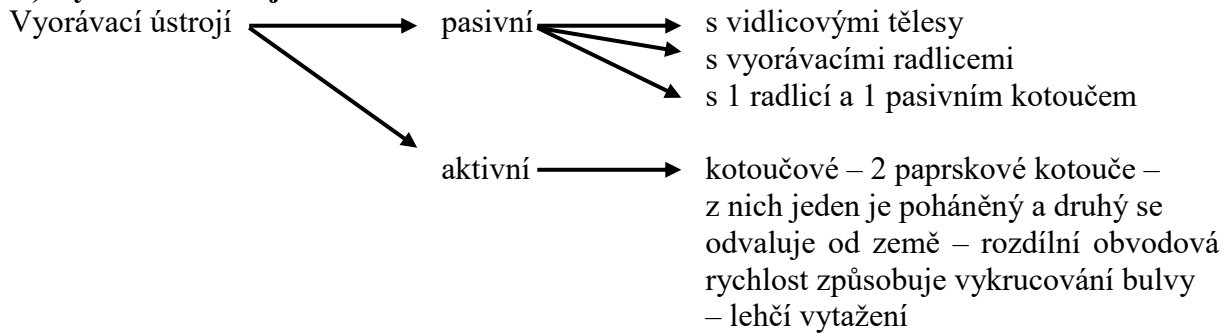 Vyorávací ústrojí pasivní s vidlicovými tělesy
s vyorávacími radlicemi
s 1 radlicí a 1 pasivním kotoučem
aktivní kotoučové – 2 paprskové kotouče –
z nich jeden je poháněný a druhý se
odvaluje od země – rozdílní obvodová
rychlost způsobuje vykrucování bulvy
– lehčí vytažení